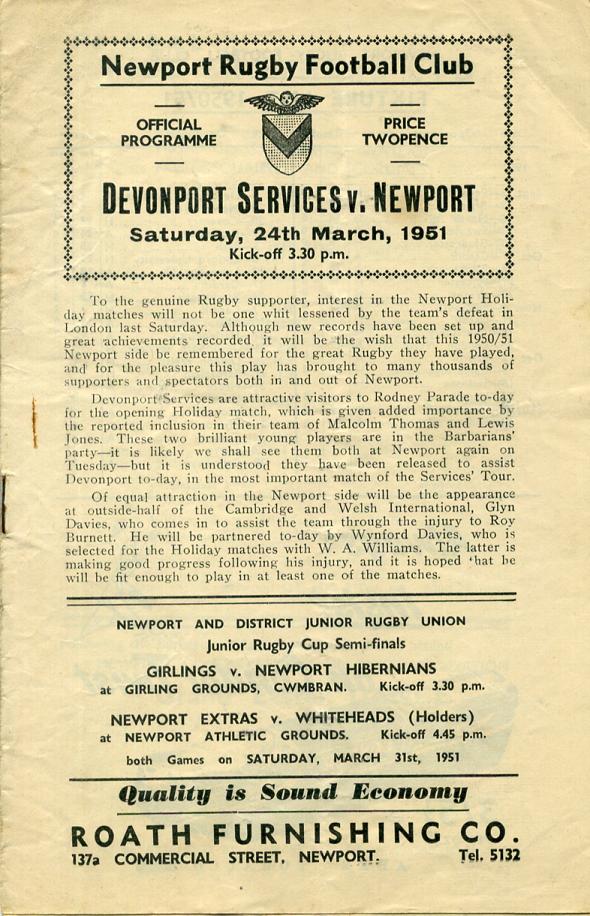 Newport Rugby Football Club
OFFICIAL
PROGRAMME
PRICE
TWOPENCE
DEVONPORT SERVICES v. NEWPORT
Saturday, 24th March, 1951
Kick-off 3.30 p.m.
To the genuine Rugby supporter, interest in the Newport Holi-
day matches will not be one whit lessened by the team's defeat in
London last Saturday. Although new records have been set up and
great achievements recorded, it will be the wish that this 1950/51
Newport side be remembered for the great Rugby they have played,
and for the pleasure this play has brought to many thousands of
supporters and spectators both in and out of Newport.
Devonport Services are attractive visitors to Rodney Parade to-day
for the opening Holiday match, which is given added importance by
the reported inclusion in their team of Malcolm Thomas and Lewis
Jones. These two brilliant young players are in the Barbarians'
party—it is likely we shall see them both at Newport again on
Tuesday—but it is understood they have been released to assist
Devonport to-day, in the most important match of the Services' Tour.
Of equal attraction in the Newport side will be the appearance
at outside-half of the Cambridge and Welsh International, Glyn
Davies, who comes in to assist the team through the injury to Roy
Burnett. He will be partnered to-day by Wynford Davies, who is
selected for the Holiday matches with W. A. Williams. The latter is
making good progress following his injury, and it is hoped 'hat he
will be fit enough to play in at least one of the matches.
NEWPORT AND DISTRICT JUNIOR RUGBY UNION
Junior Rugby Cup Semi-finals
GIRLINGS v. NEWPORT HIBERNIANS
at GIRLING GROUNDS, CWMBRAN. Kick-off 3.30 p.m.
NEWPORT EXTRAS v. WHITEHEADS (Holders)
at NEWPORT ATHLETIC GROUNDS. Kick-off 4.45 p.m.
both Games on SATURDAY, MARCH 31st, 1951
Quality is Sound Economy
ROATH FURNISHING CO.
137a COMMERCIAL STREET, NEWPORT. Tel. 5132